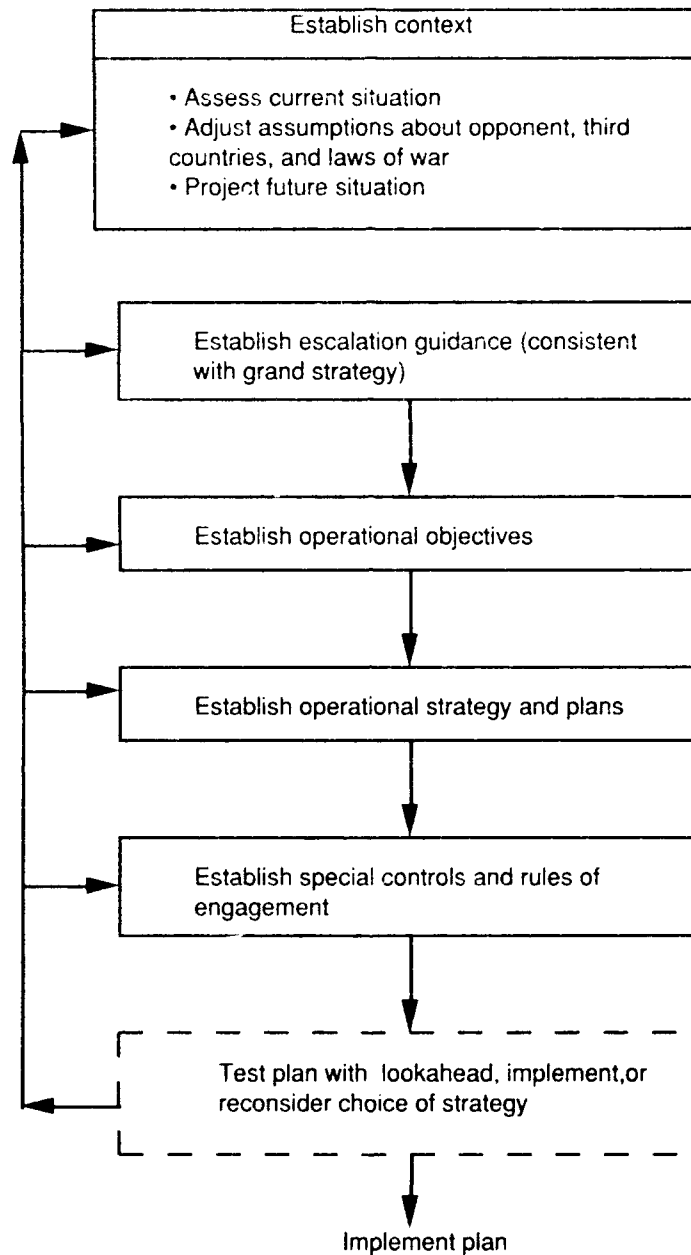 Establish context
• Assess current situation
• Adjust assumptions about opponent, third
countries, and laws of war
• Project future situation
Establish escalation guidance (consistent
with grand strategy)
Establish operational objectives
Establish operational strategy and plans
Establish special controls and rules of
engagement
Test plan with lookahead, implement,or
reconsider choice of strategy
Implement plan